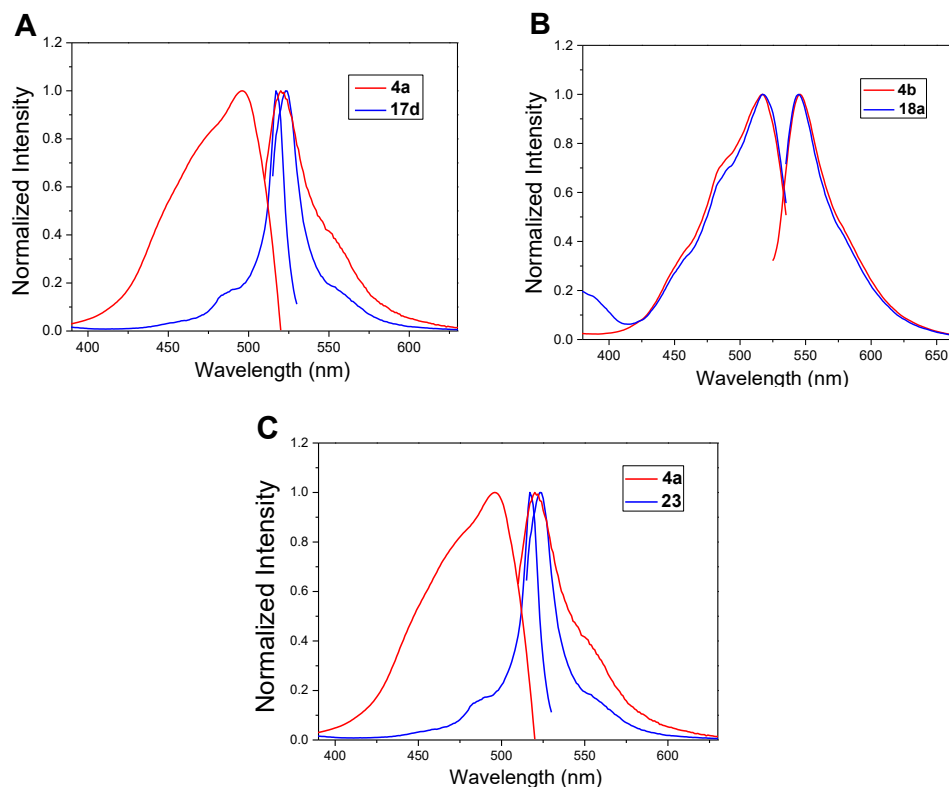 A
Normalized Intensity
1.2
1.0
0.8
0.6
0.4
0.2
0.0
4a
17d
400 450 500 550 600
Wavelength (nm)
B
Normalized Intensity
1.2
1.0
0.8
0.6
0.4
0.2
0.0
4b
18a
400 450 500 550 600 650
Wavelength (nm)
C
Normalized Intensity
1.2
1.0
0.8
0.6
0.4
0.2
0.0
4a
23
400 450 500 550 600
Wavelength (nm)